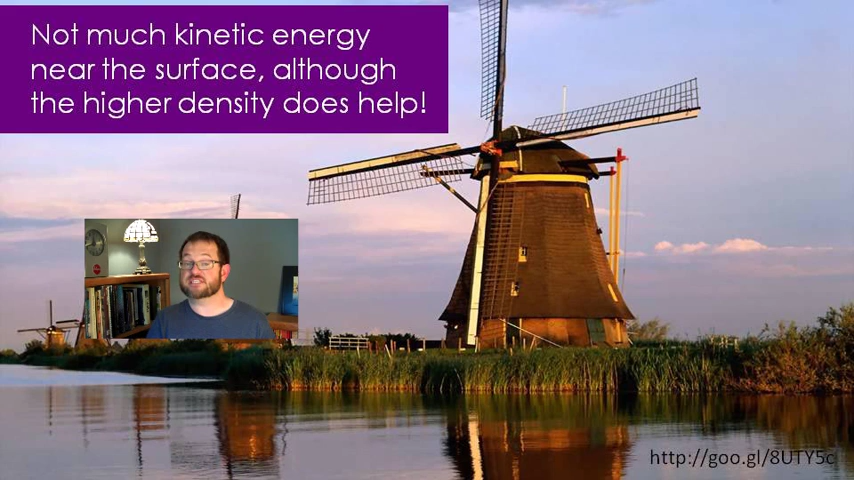 Not much kinetic energy
near the surface, although
the higher density does help!
http://goo.gl/8UTY5c